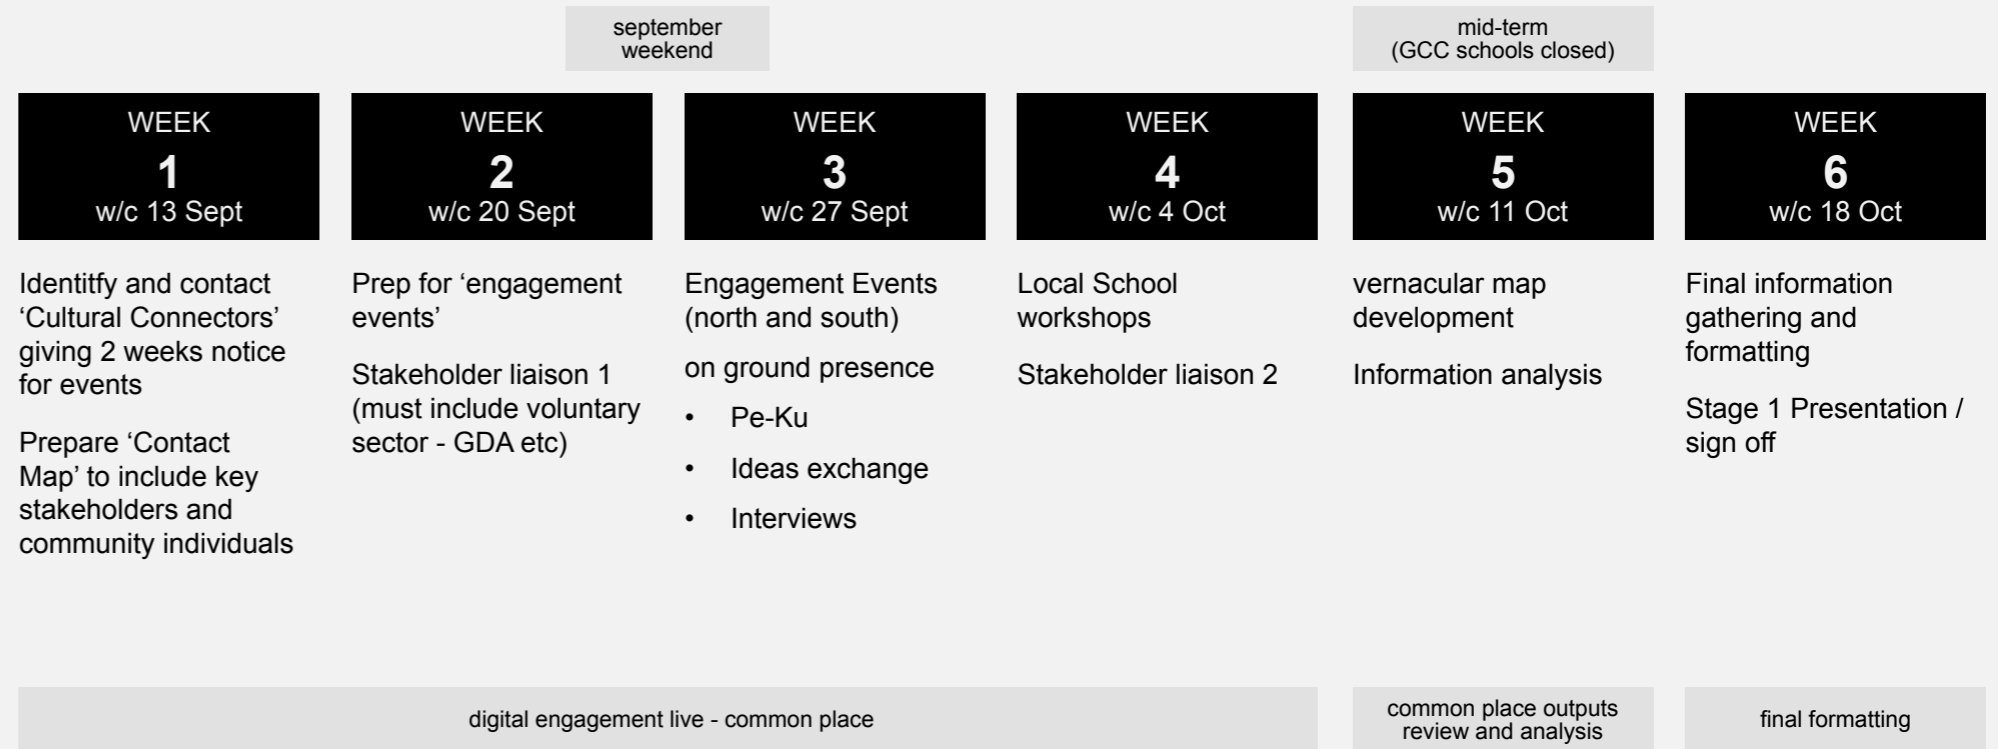 september
weekend
mid-term
(GCC schools closed)
WEEK
1
w/c 13 Sept
WEEK
2
w/c 20 Sept
WEEK
3
w/c 27 Sept
WEEK
4
w/c 4 Oct
WEEK
5
w/c 11 Oct
WEEK
6
w/c 18 Oct
Identitfy and contact
‘Cultural Connectors’
giving 2 weeks notice
for events
Prepare ‘Contact
Map’ to include key
stakeholders and
community individuals
Prep for ‘engagement
events’
Stakeholder liaison 1
(must include voluntary
sector - GDA etc)
Engagement Events
(north and south)
on ground presence
• Pe-Ku
• Ideas exchange
• Interviews
Local School
workshops
Stakeholder liaison 2
vernacular map
development
Information analysis
Final information
gathering and
formatting
Stage 1 Presentation /
sign off
digital engagement live - common place
common place outputs
review and analysis
final formatting